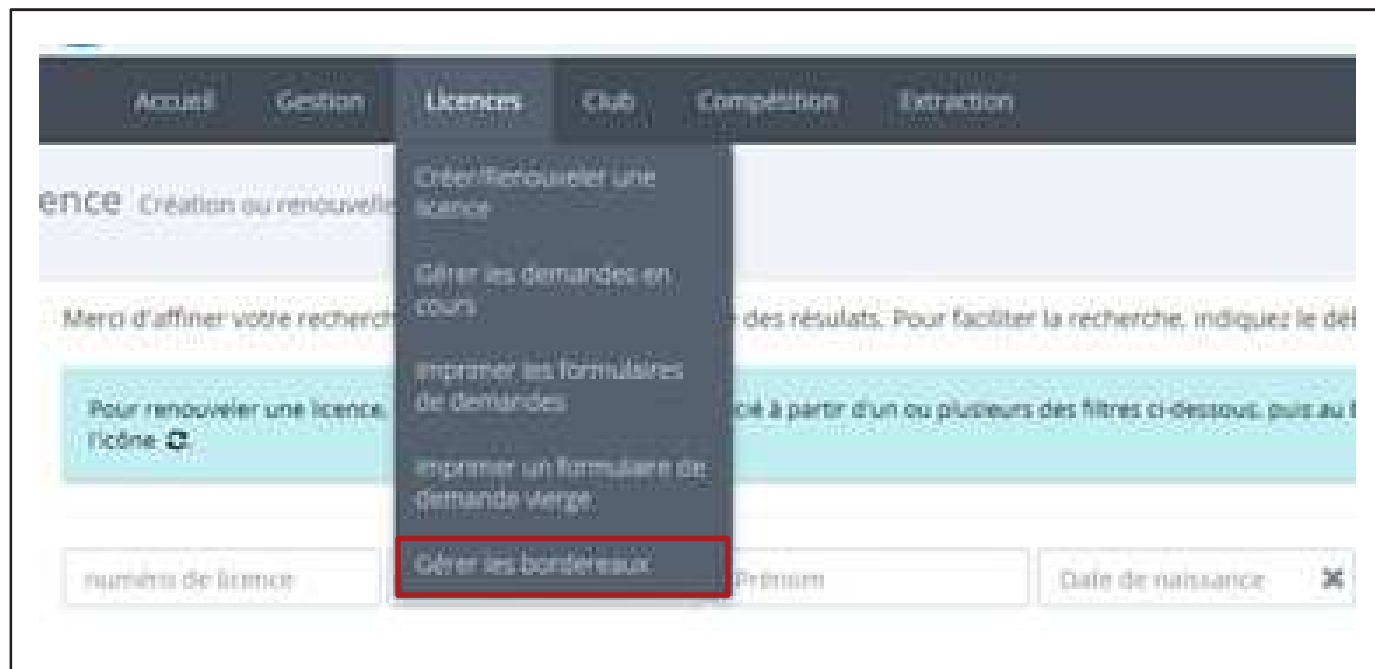 Accueil Gestion Licences Club Compétition Extraction
ence Création ou renouvelle
Créer/Renouveler une
licence
Gérer les demandes en
cours
Merci d'affiner votre recherch
des résulats. Pour faciliter la recherche, indiquez le dé
Imprimer les formulaires
de demandes
Pour renouveler une licence,
cié à partir d'un ou plusieurs des filtres ci-dessous, puis au
l'icône
Imprimer un formulaire de
demande vierge
Gérer les bordereaux
numéro de licence
Prénom
Date de naissance